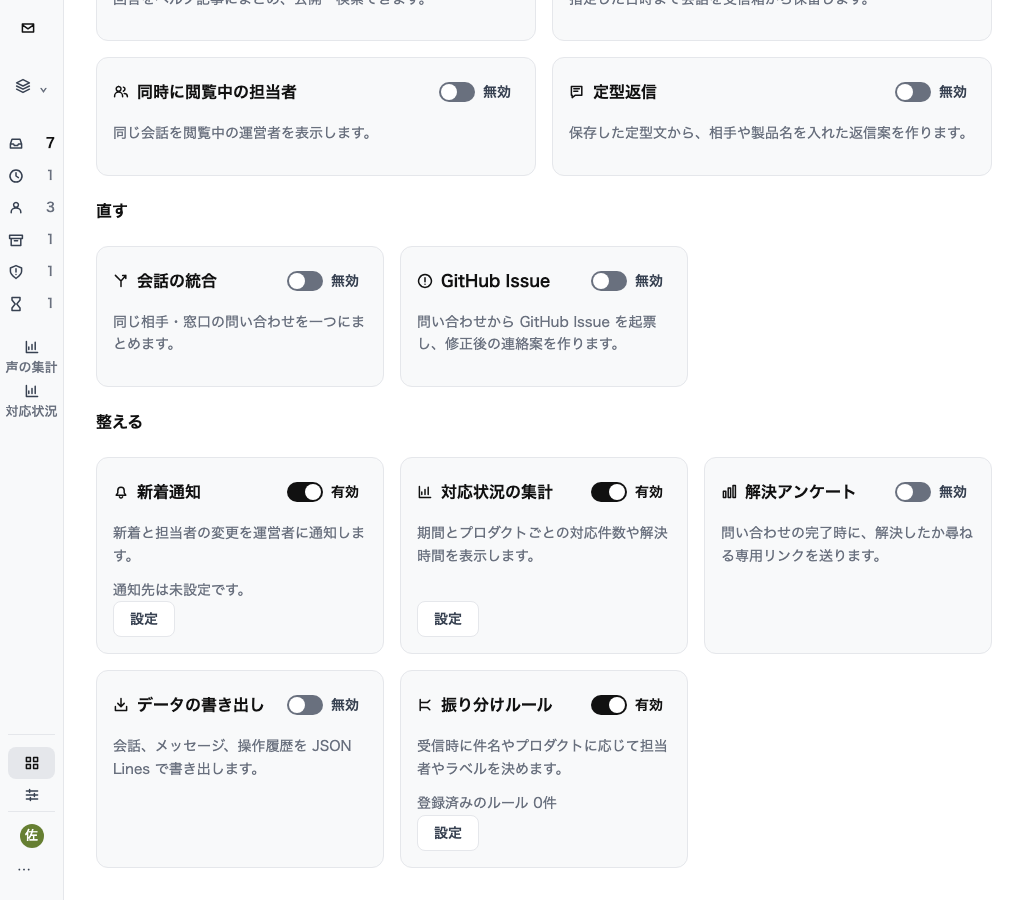 同時に閲覧中の担当者
無効
同じ会話を閲覧中の運営者を表示します。
定型返信
無効
保存した定型文から、相手や製品名を入れた返信案を作ります。
7
1
3
1
1
1
声の集計
対応状況
直す
会話の統合
無効
同じ相手・窓口の問い合わせを一つにま
とめます。
GitHub Issue
無効
問い合わせから GitHub Issue を起票
し、修正後の連絡案を作ります。
整える
新着通知
有効
新着と担当者の変更を運営者に通知しま
す。
通知先は未設定です。
設定
対応状況の集計
有効
期間とプロダクトごとの対応件数や解決
時間を表示します。
設定
解決アンケート
無効
問い合わせの完了時に、解決したか尋ね
る専用リンクを送ります。
データの書き出し
無効
会話、メッセージ、操作履歴を JSON
Lines で書き出します。
振り分けルール
有効
受信時に件名やプロダクトに応じて担当
者やラベルを決めます。
登録済みのルール 0件
設定
佐
…